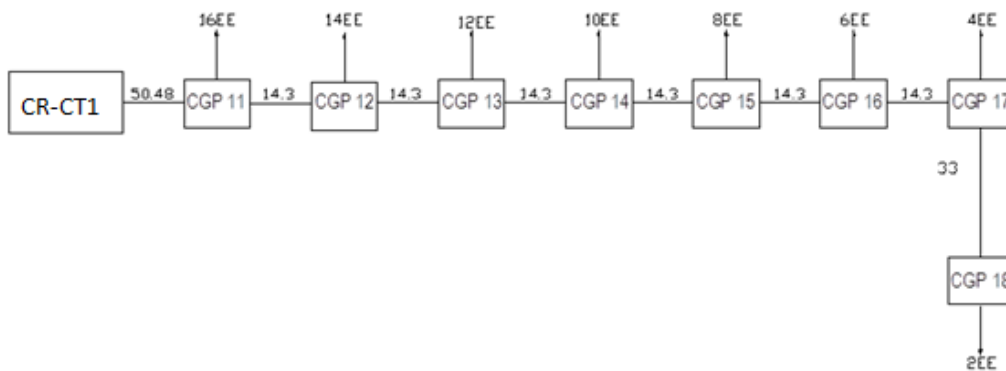 16EE 14EE 12EE 10EE 8EE 6EE 4EE
CR-CT1 50.48 CGP 11 14.3 CGP 12 14.3 CGP 13 14.3 CGP 14 14.3 CGP 15 14.3 CGP 16 14.3 CGP 17
33
CGP 18
2EE